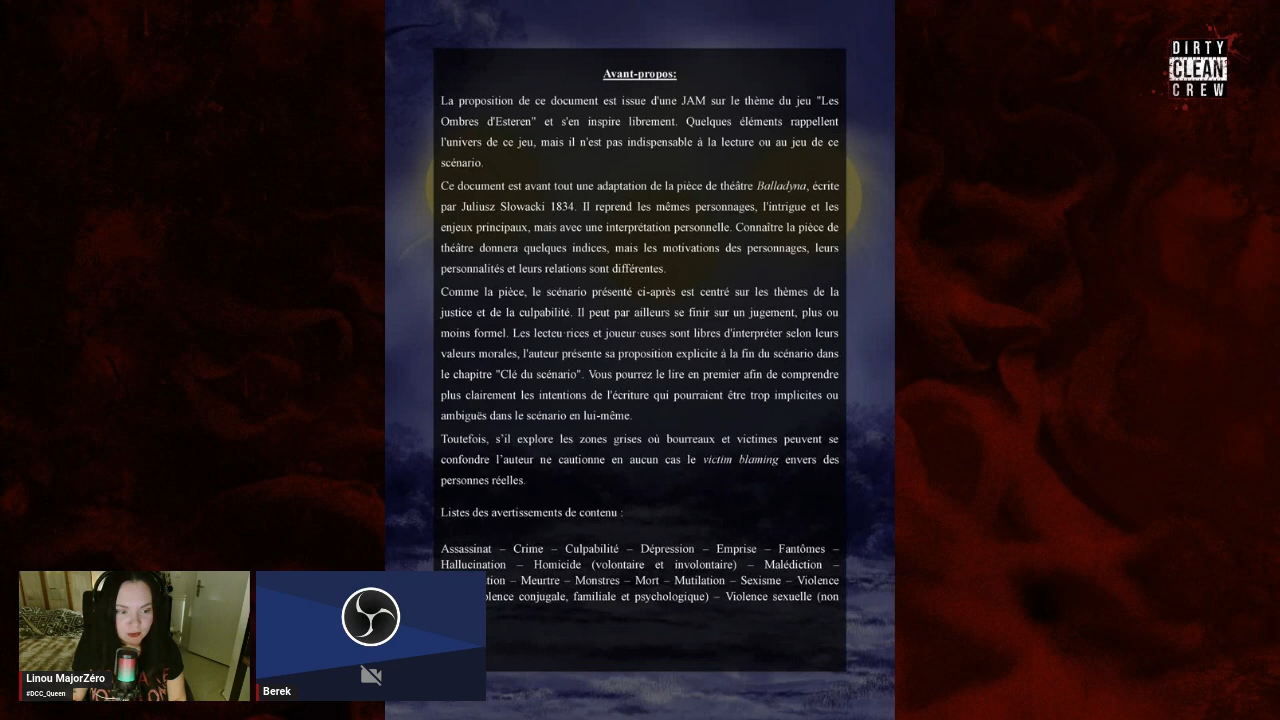 DIRTY
CLEAN
CREW
Avant-propos:
La proposition de ce document est issue d'une JAM sur le thème du jeu "Les
Ombres d'Esteren" et s'en inspire librement. Quelques éléments rappellent
l'univers de ce jeu, mais il n'est pas indispensable à la lecture ou au jeu de ce
scénario.
Ce document est avant tout une adaptation de la pièce de théâtre Balladyna, écrite
par Juliusz Słowacki 1834. Il reprend les mêmes personnages, l'intrigue et les
enjeux principaux, mais avec une interprétation personnelle. Connaître la pièce de
théâtre donnera quelques indices, mais les motivations des personnages, leurs
personnalités et leurs relations sont différentes.
Comme la pièce, le scénario présenté ci-après est centré sur les thèmes de la
justice et de la culpabilité. Il peut par ailleurs se finir sur un jugement, plus ou
moins formel. Les lecteu·rices et joueur·euses sont libres d'interpréter selon leurs
valeurs morales, l'auteur présente sa proposition explicite à la fin du scénario dans
le chapitre "Clé du scénario". Vous pourrez le lire en premier afin de comprendre
plus clairement les intentions de l'écriture qui pourraient être trop implicites ou
ambiguës dans le scénario en lui-même.
Toutefois, s'il explore les zones grises où bourreaux et victimes peuvent se
confondre l'auteur ne cautionne en aucun cas le victim blaming envers des
personnes réelles.
Listes des avertissements de contenu :
Assassinat – Crime – Culpabilité – Dépression – Emprise – Fantômes –
Hallucination – Homicide (volontaire et involontaire) – Malédiction –
tion – Meurtre – Monstres – Mort – Mutilation – Sexisme – Violence
lence conjugale, familiale et psychologique) – Violence sexuelle (non
Linou MajorZéro
#DCC_Queen
Berek